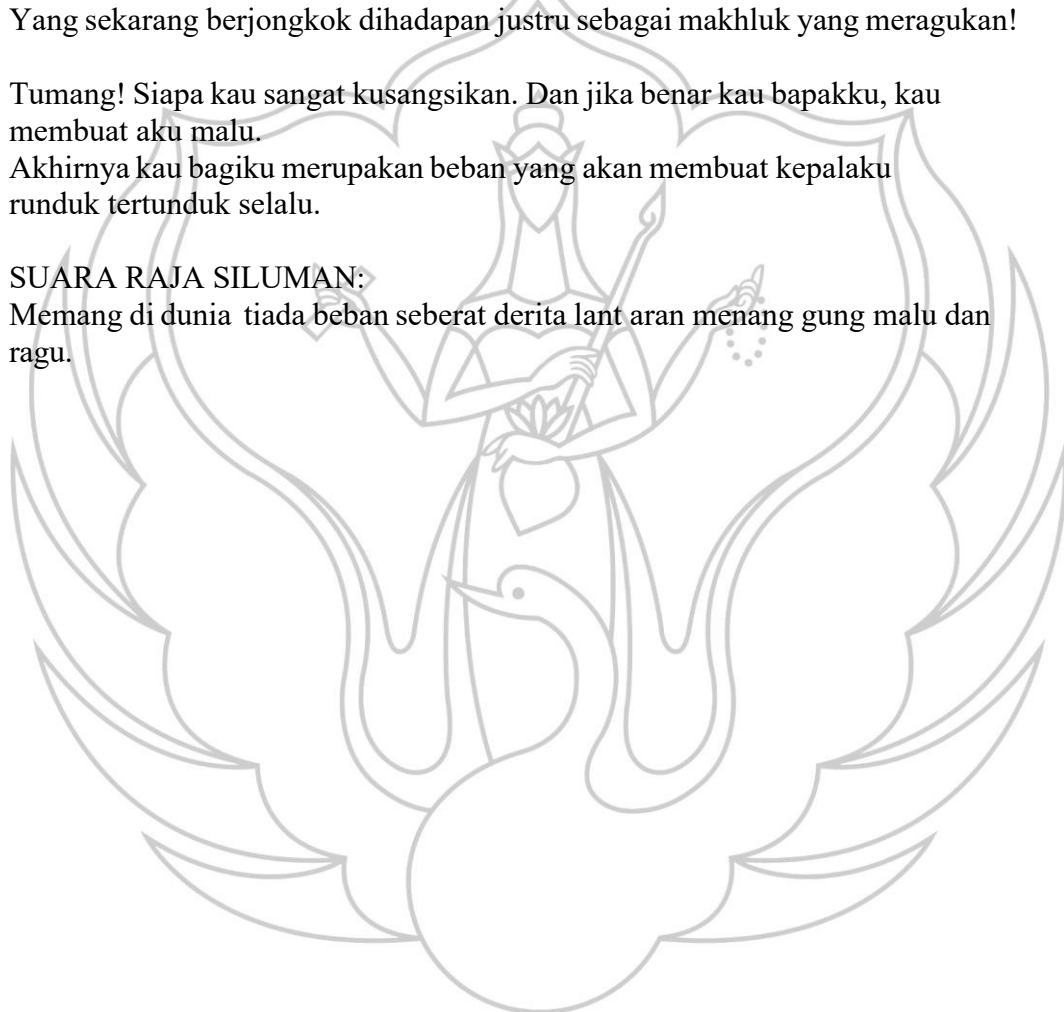 Yang sekarang berjongkok dihadapan justru sebagai makhluk yang meragukan!
Tumang! Siapa kau sangat kusangsikan. Dan jika benar kau bapakku, kau
membuat aku malu.
Akhirnya kau bagiku merupakan beban yang akan membuat kepalaku
runduk tertunduk selalu.
SUARA RAJA SILUMAN:
Memang di dunia tiada beban seberat derita lant aran menang gung malu dan
ragu.